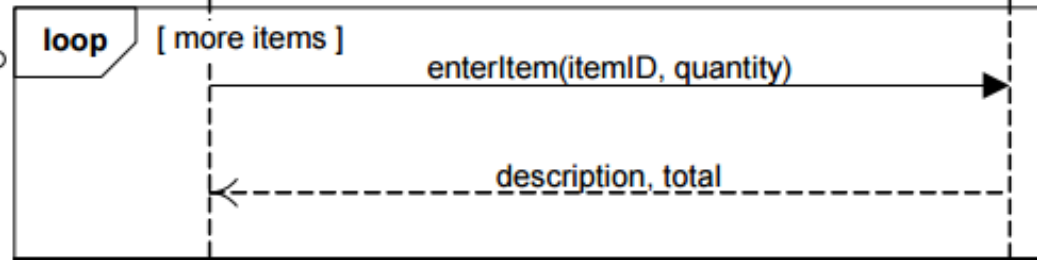 loop [ more items ]
enterItem(itemID, quantity)
description, total